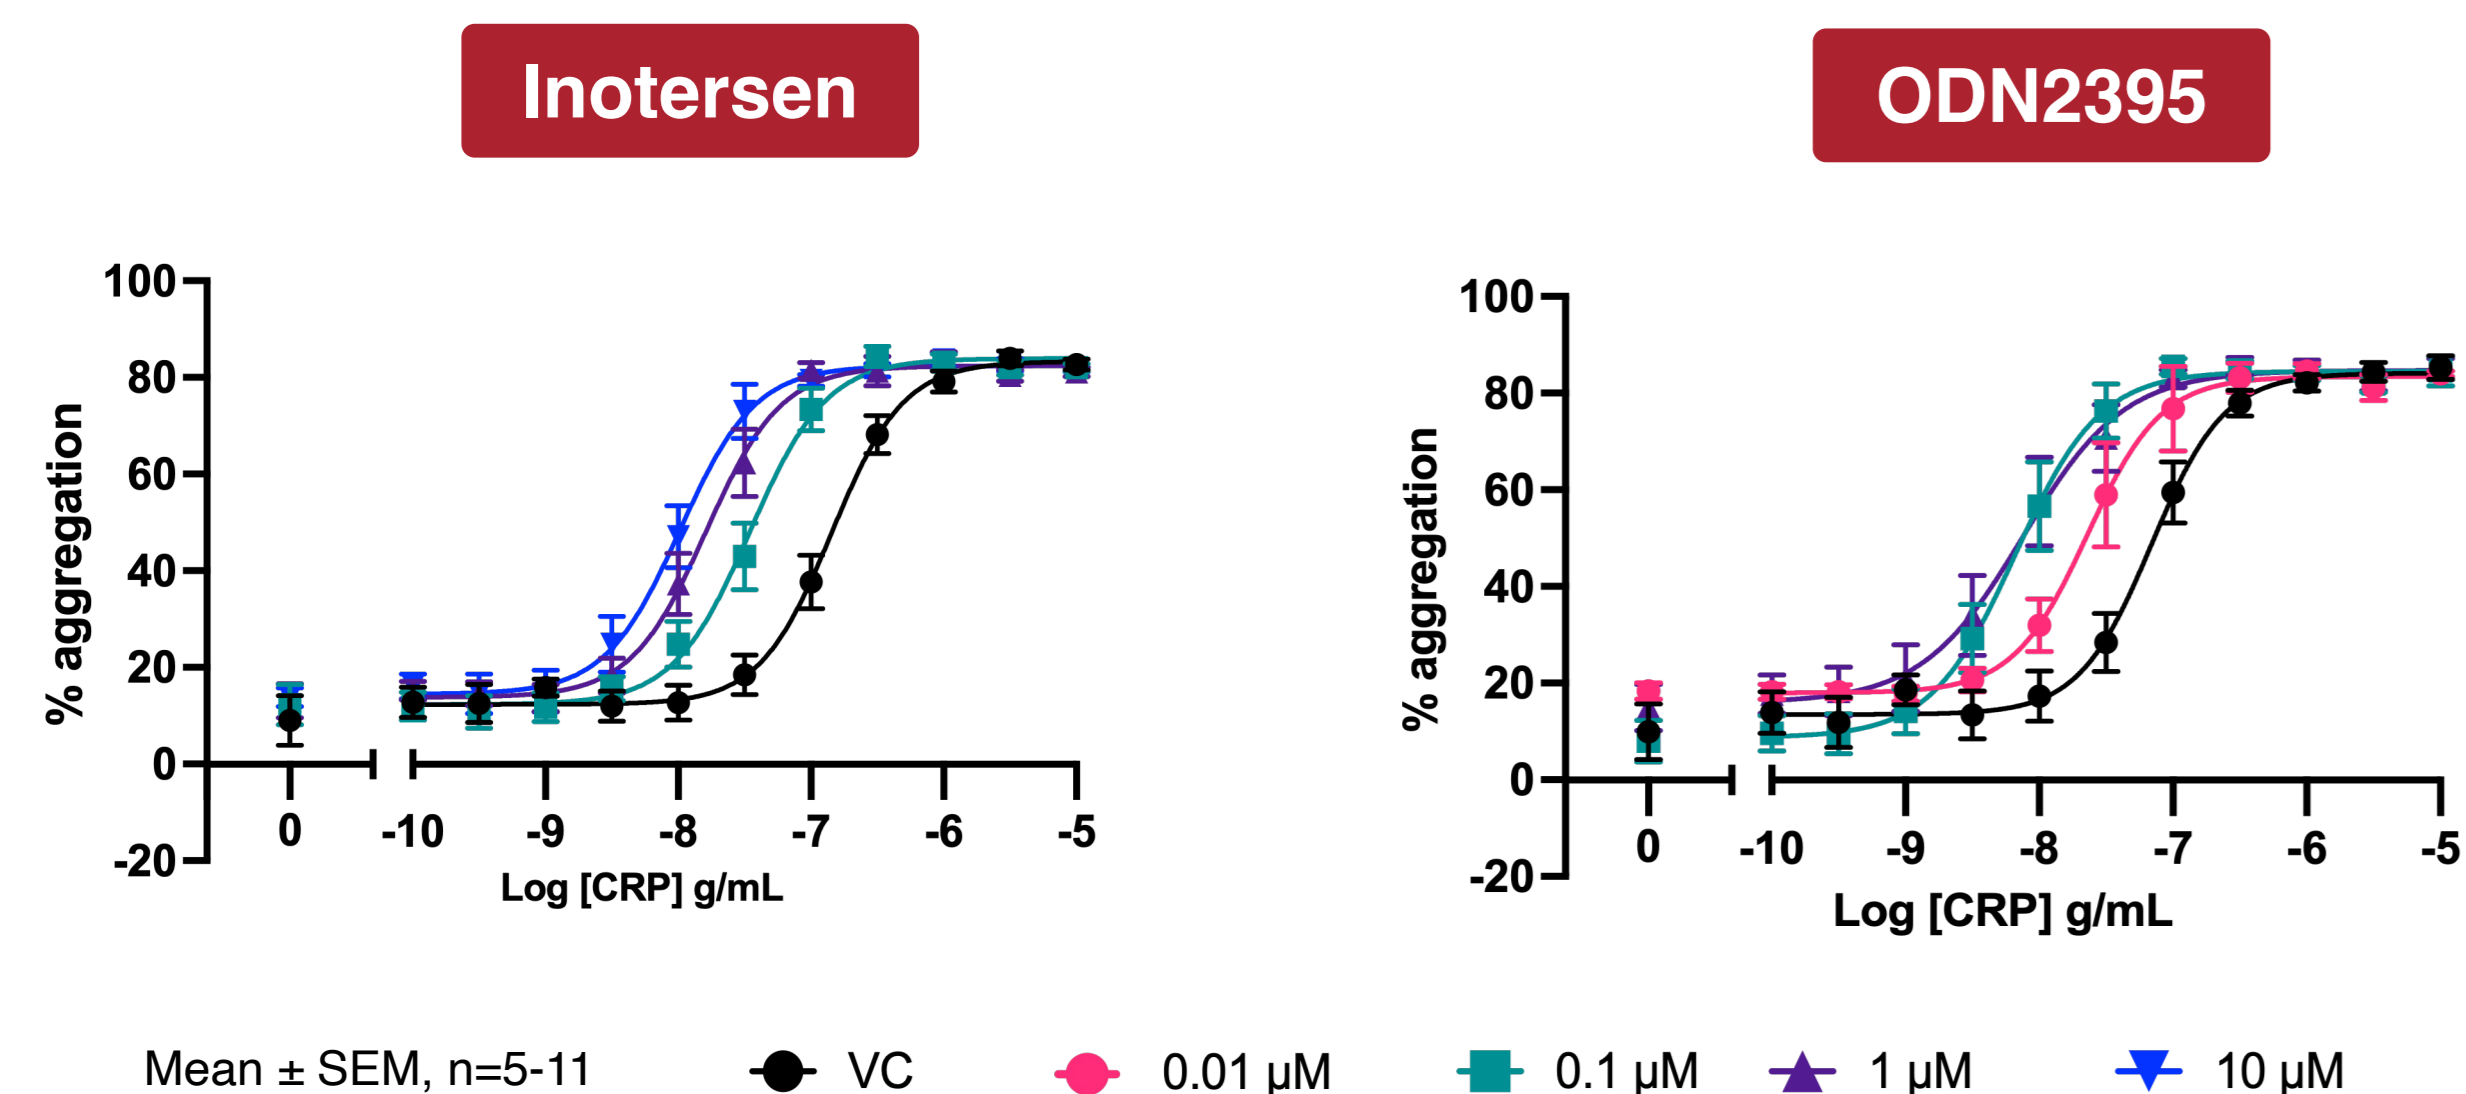 Inotersen
ODN2395
% aggregation
100
80
60
40
20
0
-20
0
-10
-9
-8
-7
-6
-5
Log [CRP] g/mL
% aggregation
100
80
60
40
20
0
-20
0
-10
-9
-8
-7
-6
-5
Log [CRP] g/mL
Mean ± SEM, n=5-11
VC
0.01 µM
0.1 µM
1 µM
10 µM